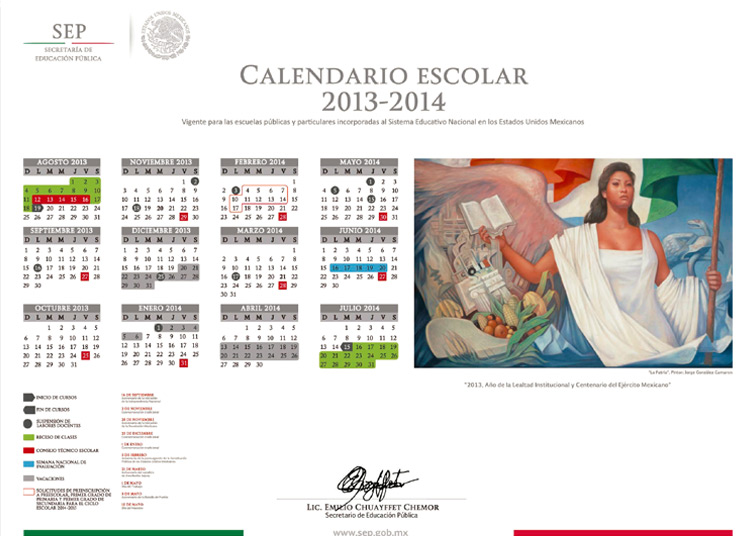 SEP
SECRETARÍA DE
EDUCACIÓN PÚBLICA
ESTADOS UNIDOS MEXICANOS
CALENDARIO ESCOLAR
2013-2014
Vigente para las escuelas públicas y particulares incorporadas al Sistema Educativo Nacional en los Estados Unidos Mexicanos
AGOSTO 2013
D L M M J V S
1 2 3
4 5 6 7 8 9 10
11 12 13 14 15 16 17
18 19 20 21 22 23 24
25 26 27 28 29 30 31
NOVIEMBRE 2013
D L M M J V S
1 2
3 4 5 6 7 8 9
10 11 12 13 14 15 16
17 18 19 20 21 22 23
24 25 26 27 28 29 30
FEBRERO 2014
D L M M J V S
1
2 3 4 5 6 7 8
9 10 11 12 13 14 15
16 17 18 19 20 21 22
23 24 25 26 27 28
MAYO 2014
D L M M J V S
1 2 3
4 5 6 7 8 9 10
11 12 13 14 15 16 17
18 19 20 21 22 23 24
25 26 27 28 29 30 31
SEPTIEMBRE 2013
D L M M J V S
1 2 3 4 5 6 7
8 9 10 11 12 13 14
15 16 17 18 19 20 21
22 23 24 25 26 27 28
29 30
DICIEMBRE 2013
D L M M J V S
1 2 3 4 5 6 7
8 9 10 11 12 13 14
15 16 17 18 19 20 21
22 23 24 25 26 27 28
29 30 31
MARZO 2014
D L M M J V S
1
2 3 4 5 6 7 8
9 10 11 12 13 14 15
16 17 18 19 20 21 22
23 24 25 26 27 28 29
30 31
JUNIO 2014
D L M M J V S
1 2 3 4 5 6 7
8 9 10 11 12 13 14
15 16 17 18 19 20 21
22 23 24 25 26 27 28
29 30
OCTUBRE 2013
D L M M J V S
1 2 3 4 5
6 7 8 9 10 11 12
13 14 15 16 17 18 19
20 21 22 23 24 25 26
27 28 29 30 31
ENERO 2014
D L M M J V S
1 2 3 4
5 6 7 8 9 10 11
12 13 14 15 16 17 18
19 20 21 22 23 24 25
26 27 28 29 30 31
ABRIL 2014
D L M M J V S
1 2 3 4 5
6 7 8 9 10 11 12
13 14 15 16 17 18 19
20 21 22 23 24 25 26
27 28 29 30
JULIO 2014
D L M M J V S
1 2 3 4 5
6 7 8 9 10 11 12
13 14 15 16 17 18 19
20 21 22 23 24 25 26
27 28 29 30 31
"La Patria". Pintor: Jorge González Camarena
"2013, Año de la Lealtad Institucional y Centenario del Ejército Mexicano"
INICIO DE CURSOS
FIN DE CURSOS
SUSPENSIÓN DE
LABORES DOCENTES
RECESO DE CLASES
CONSEJO TÉCNICO ESCOLAR
SEMANA NACIONAL DE
EVALUACIÓN
VACACIONES
SOLICITUDES DE PREINSCRIPCIÓN
A PREESCOLAR, PRIMER GRADO DE
PRIMARIA Y PRIMER GRADO DE
SECUNDARIA PARA EL CICLO
ESCOLAR 2014-2015
16 DE SEPTIEMBRE
2 DE NOVIEMBRE
25 DE DICIEMBRE
1 DE ENERO
1 DE MAYO
LIC. EMILIO CHUAYFFET CHEMOR
Secretario de Educación Pública
www.sep.gob.mx